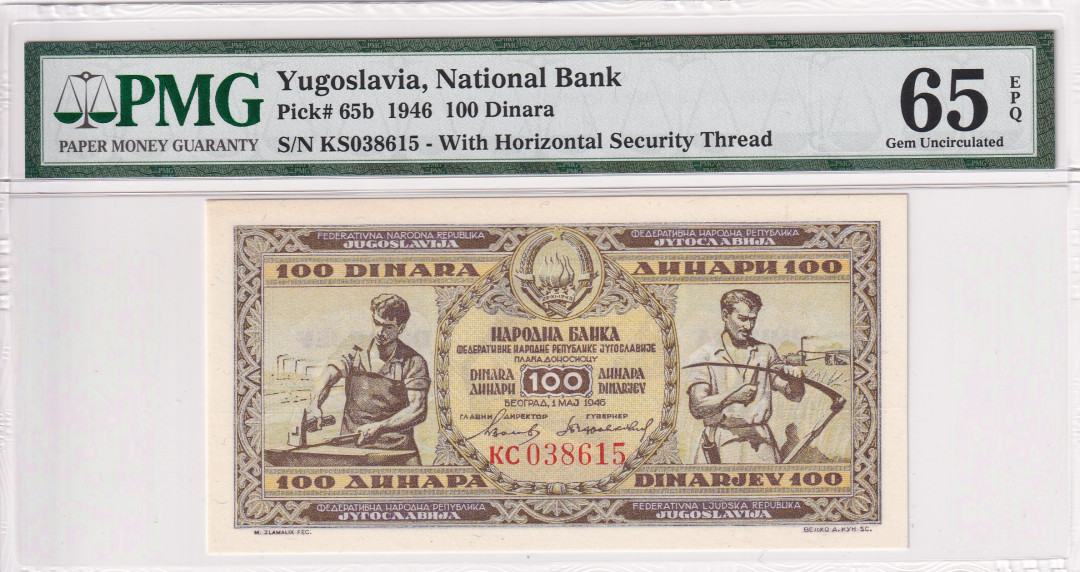 PMG
PAPER MONEY GUARANTY
Yugoslavia, National Bank
Pick# 65b 1946 100 Dinara
S/N KS038615 - With Horizontal Security Thread
65
EPQ
Gem Uncirculated
FEDERATIVNA NARODNA REPUBLIKA
JUGOSLAVIJA
ФЕДЕРАТИВНА НАРОДНА РЕПУБЛИКА
ЈУГОСЛАВИЈА
100 DINARA
ДИНАРИ 100
НАРОДНА БАНКА
ФЕДЕРАТИВНЕ НАРОДНЕ РЕПУБЛИКЕ ЈУГОСЛАВИЈЕ
ПЛАЋА ДОНОСИОЦУ
DINARA 100 ДИНАРА
ДИНАРИ DINARJEV
БЕОГРАД, 1 МАЈ 1946
ГЛАВНИ ДИРЕКТОР ГУВЕРНЕР
КС 038615
100 ДИНАРА
DINARJEV 100
ФЕДЕРАТИВНА НАРОДНА РЕПУБЛИКА
ЈУГОСЛАВИЈА
FEDERATIVNA LJUDSKA REPUBLIKA
JUGOSLAVIJA
M. ZLAMALIK FEC.
ВЕЉКО А. КУН SC.